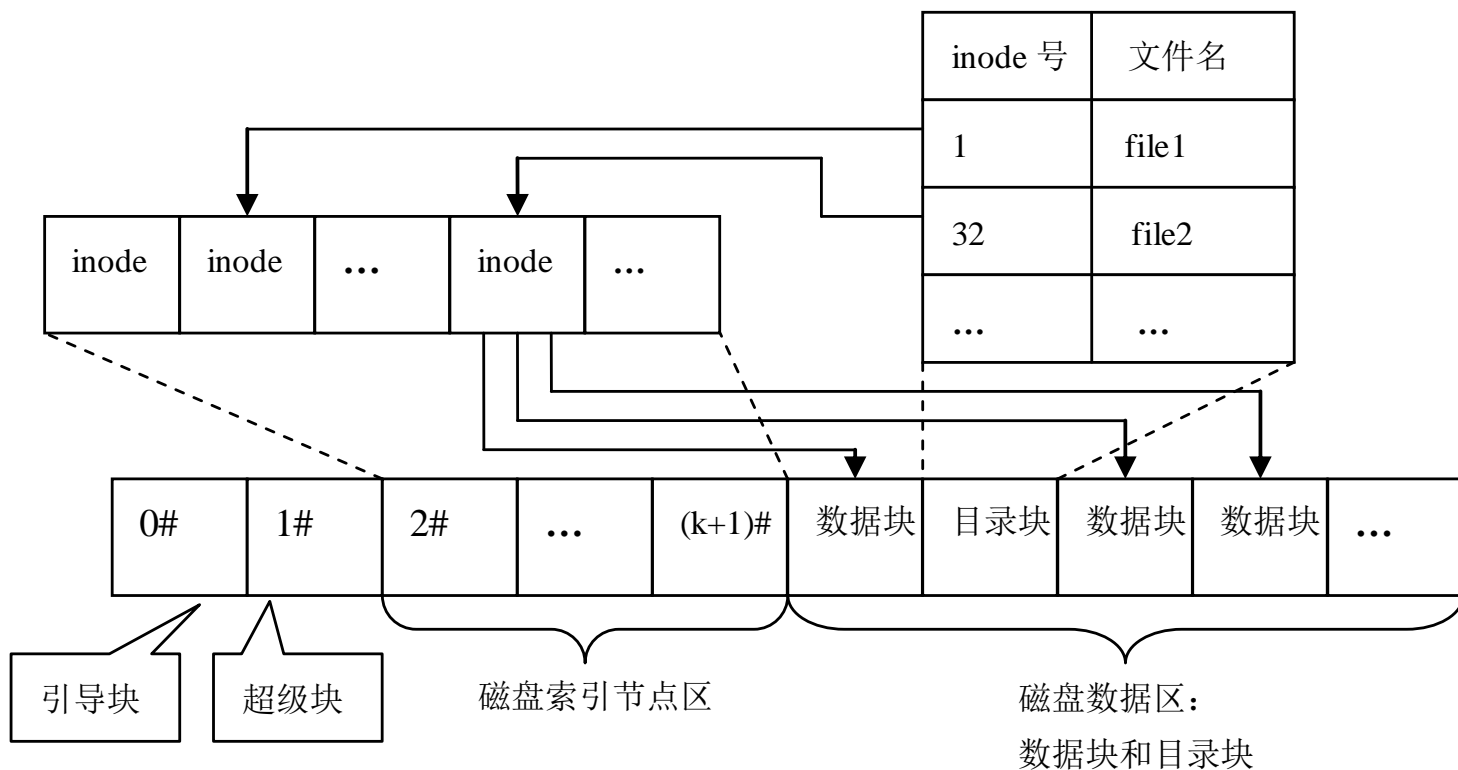 inode 号 文件名
1 file1
32 file2
... ...
inode inode ... inode ...
0# 1# 2# ... (k+1)# 数据块 目录块 数据块 数据块 ...
引导块 超级块 磁盘索引节点区 磁盘数据区：
数据块和目录块